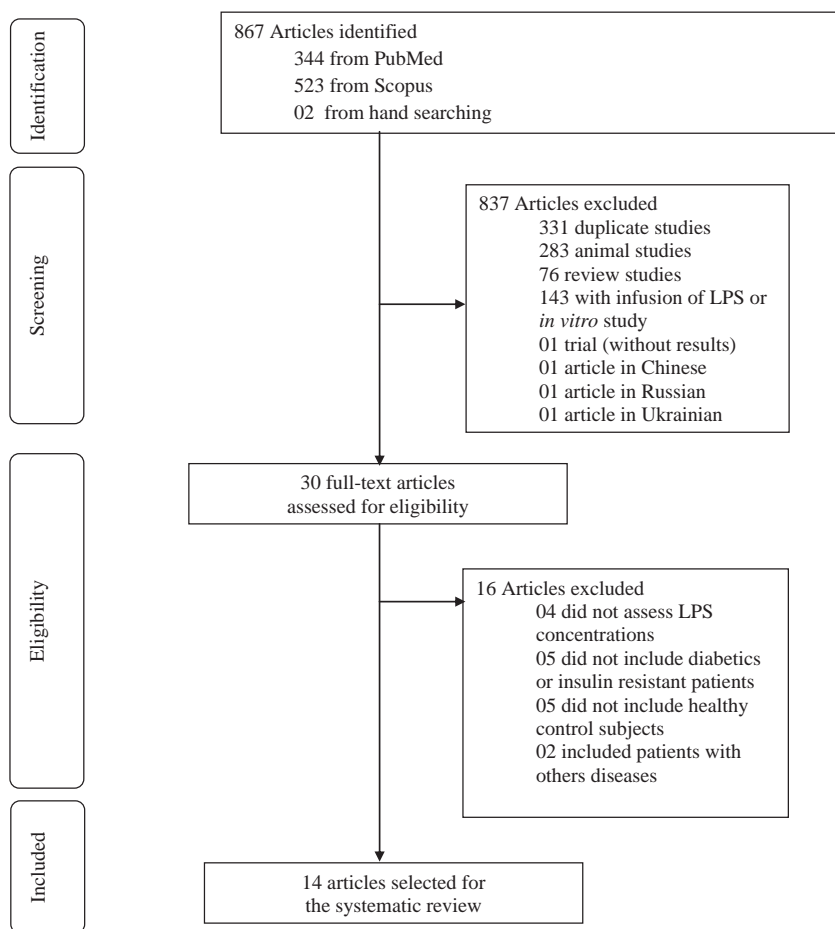 Identification
867 Articles identified
344 from PubMed
523 from Scopus
02 from hand searching
Screening
837 Articles excluded
331 duplicate studies
283 animal studies
76 review studies
143 with infusion of LPS or
in vitro study
01 trial (without results)
01 article in Chinese
01 article in Russian
01 article in Ukrainian
Eligibility
30 full-text articles
assessed for eligibility
16 Articles excluded
04 did not assess LPS
concentrations
05 did not include diabetics
or insulin resistant patients
05 did not include healthy
control subjects
02 included patients with
others diseases
Included
14 articles selected for
the systematic review